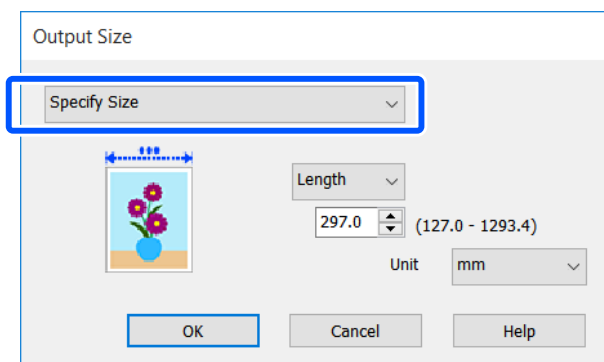 Output Size
Specify Size
Length
297.0 (127.0 - 1293.4)
Unit mm
OK Cancel Help